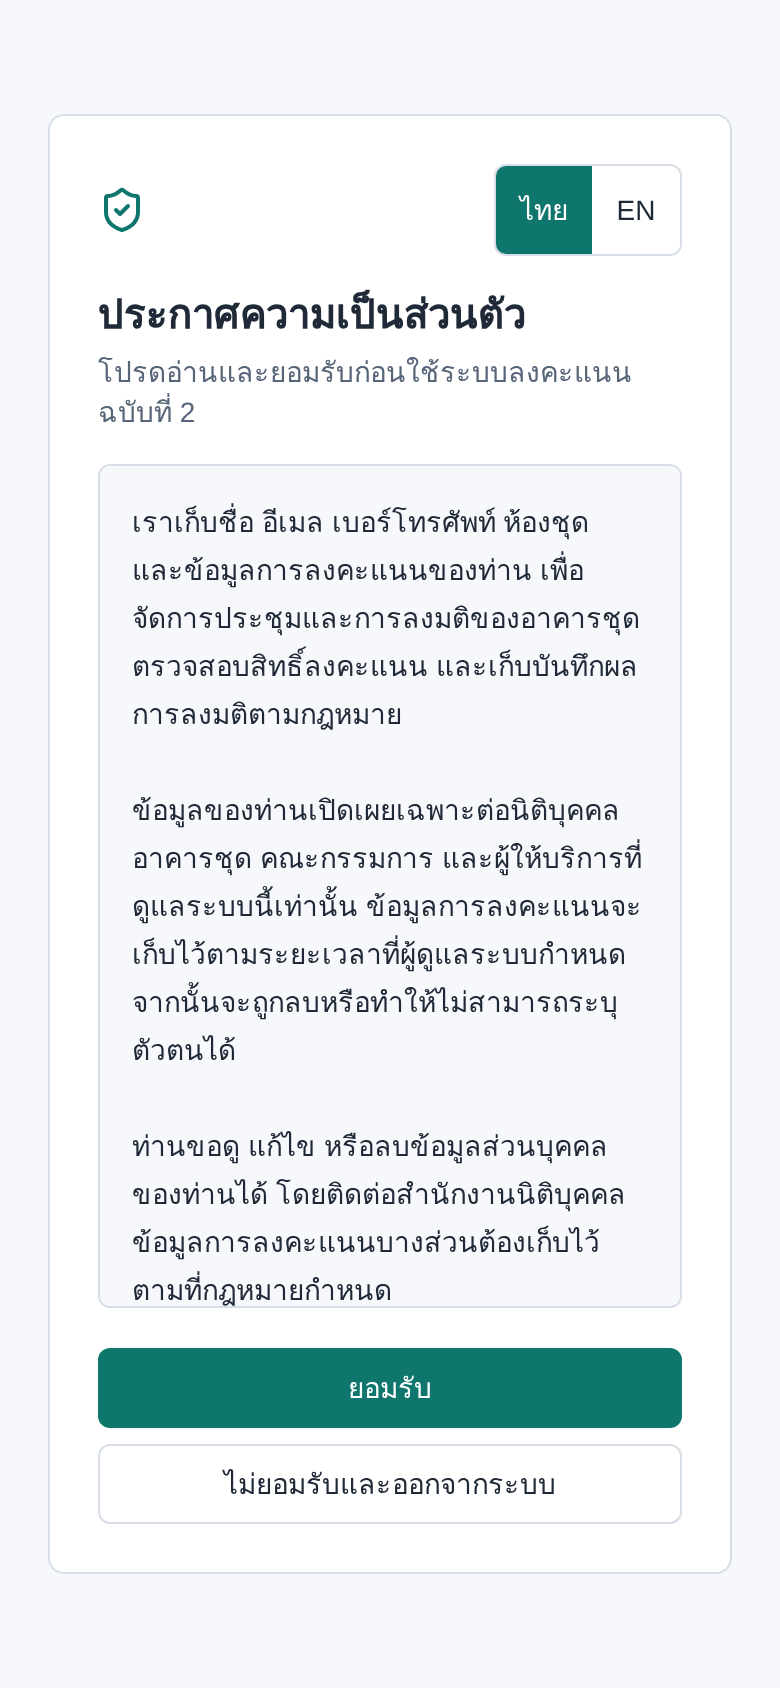 ไทย EN
ประกาศความเป็นส่วนตัว
โปรดอ่านและยอมรับก่อนใช้ระบบลงคะแนน
ฉบับที่ 2
เราเก็บชื่อ อีเมล เบอร์โทรศัพท์ ห้องชุด
และข้อมูลการลงคะแนนของท่าน เพื่อ
จัดการประชุมและการลงมติของอาคารชุด
ตรวจสอบสิทธิ์ลงคะแนน และเก็บบันทึกผล
การลงมติตามกฎหมาย
ข้อมูลของท่านเปิดเผยเฉพาะต่อนิติบุคคล
อาคารชุด คณะกรรมการ และผู้ให้บริการที่
ดูแลระบบนี้เท่านั้น ข้อมูลการลงคะแนนจะ
เก็บไว้ตามระยะเวลาที่ผู้ดูแลระบบกำหนด
จากนั้นจะถูกลบหรือทำให้ไม่สามารถระบุ
ตัวตนได้
ท่านขอดู แก้ไข หรือลบข้อมูลส่วนบุคคล
ของท่านได้ โดยติดต่อสำนักงานนิติบุคคล
ข้อมูลการลงคะแนนบางส่วนต้องเก็บไว้
ตามที่กฎหมายกำหนด
ยอมรับ
ไม่ยอมรับและออกจากระบบ